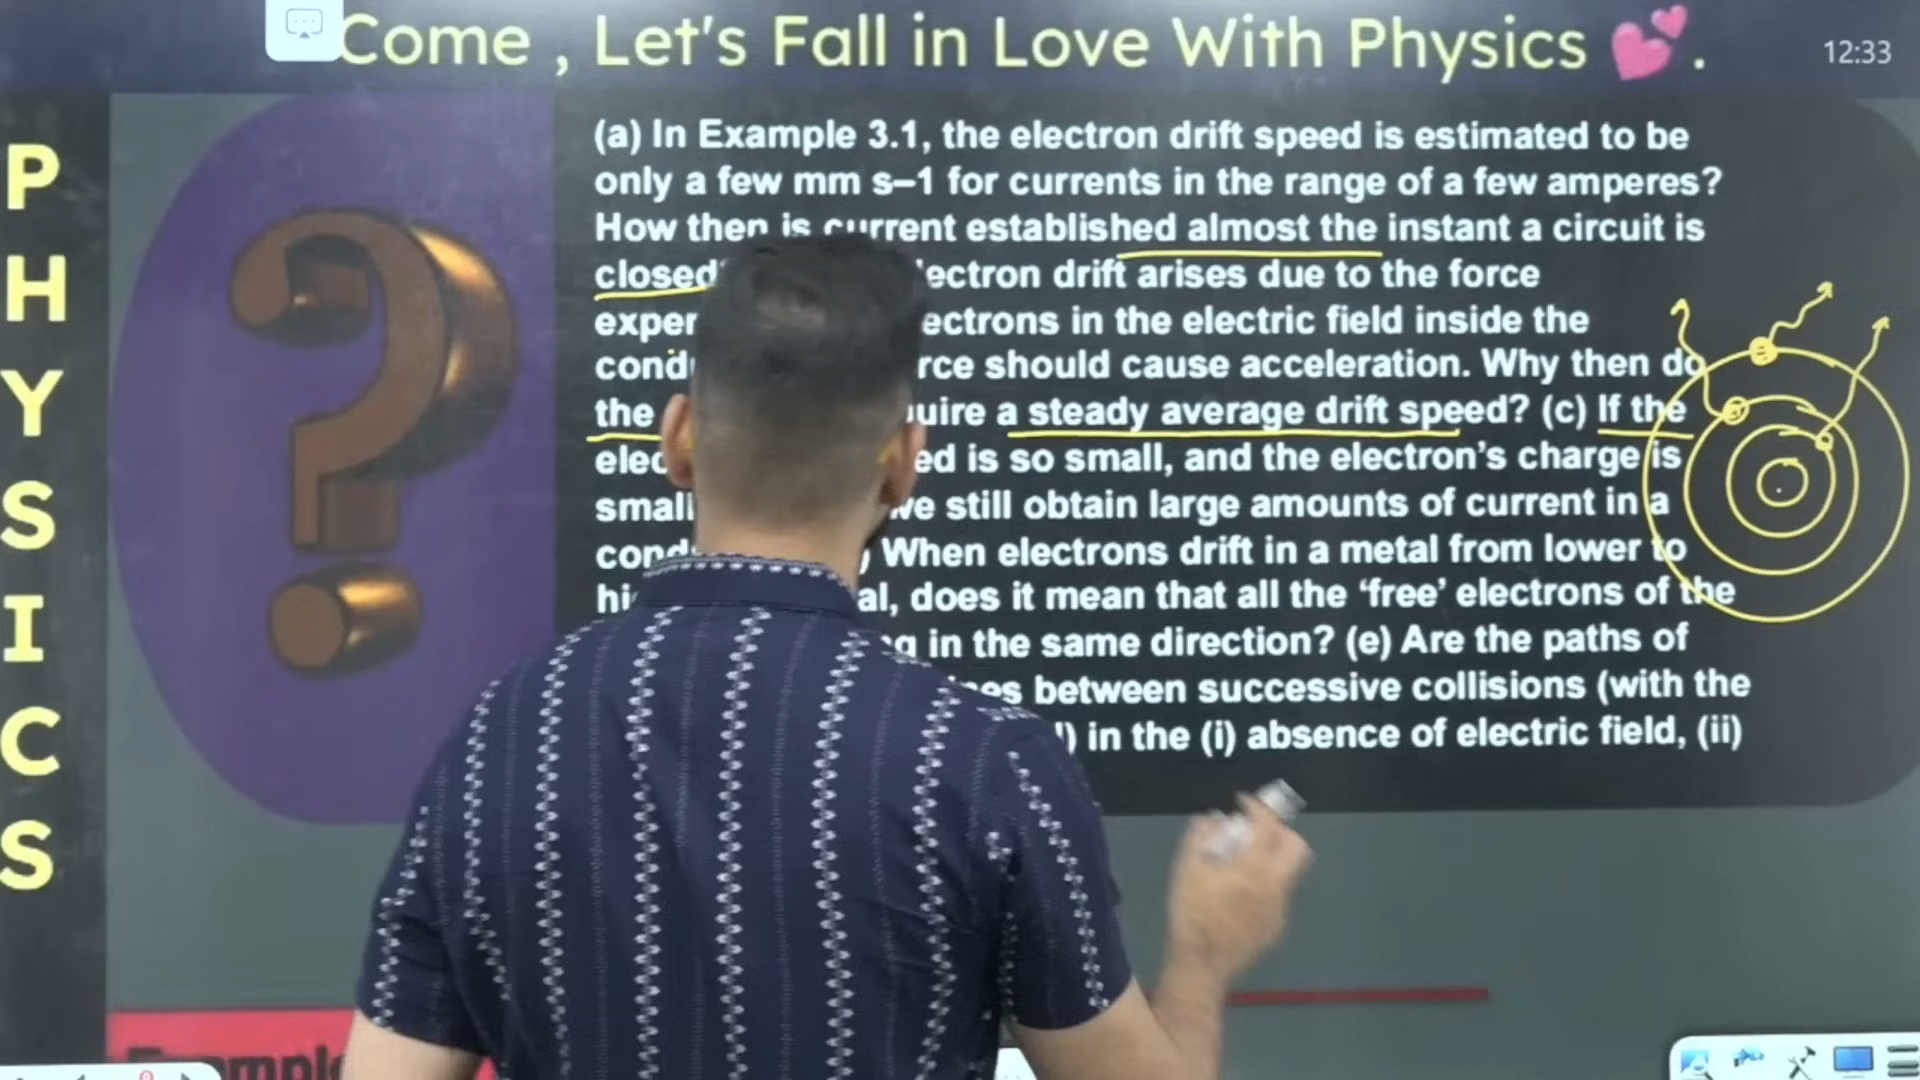 Come , Let's Fall in Love With Physics 💕.
12:33
PHYSICS
(a) In Example 3.1, the electron drift speed is estimated to be
only a few mm s–1 for currents in the range of a few amperes?
How then is current established almost the instant a circuit is
closed ectron drift arises due to the force
exper ectrons in the electric field inside the
cond rce should cause acceleration. Why then do
the uire a steady average drift speed? (c) If the
elec ed is so small, and the electron’s charge is
small we still obtain large amounts of current in a
cond ) When electrons drift in a metal from lower to
hi al, does it mean that all the ‘free’ electrons of the
g in the same direction? (e) Are the paths of
nes between successive collisions (with the
l) in the (i) absence of electric field, (ii)
Example